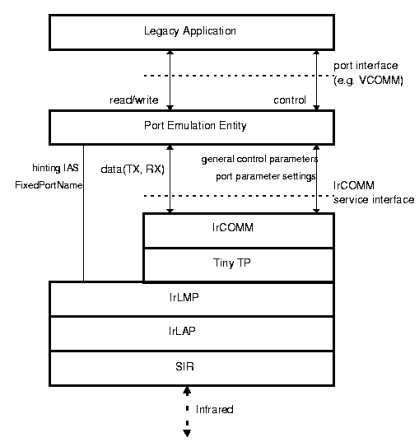 Legacy Application
port interface
(e.g. VCOMM)
read/write
control
Port Emulation Entity
hinting IAS
FixedPortName
data(TX, RX)
general control parameters
port parameter settings
IrCOMM
service interface
IrCOMM
Tiny TP
IrLMP
IrLAP
SIR
Infrared